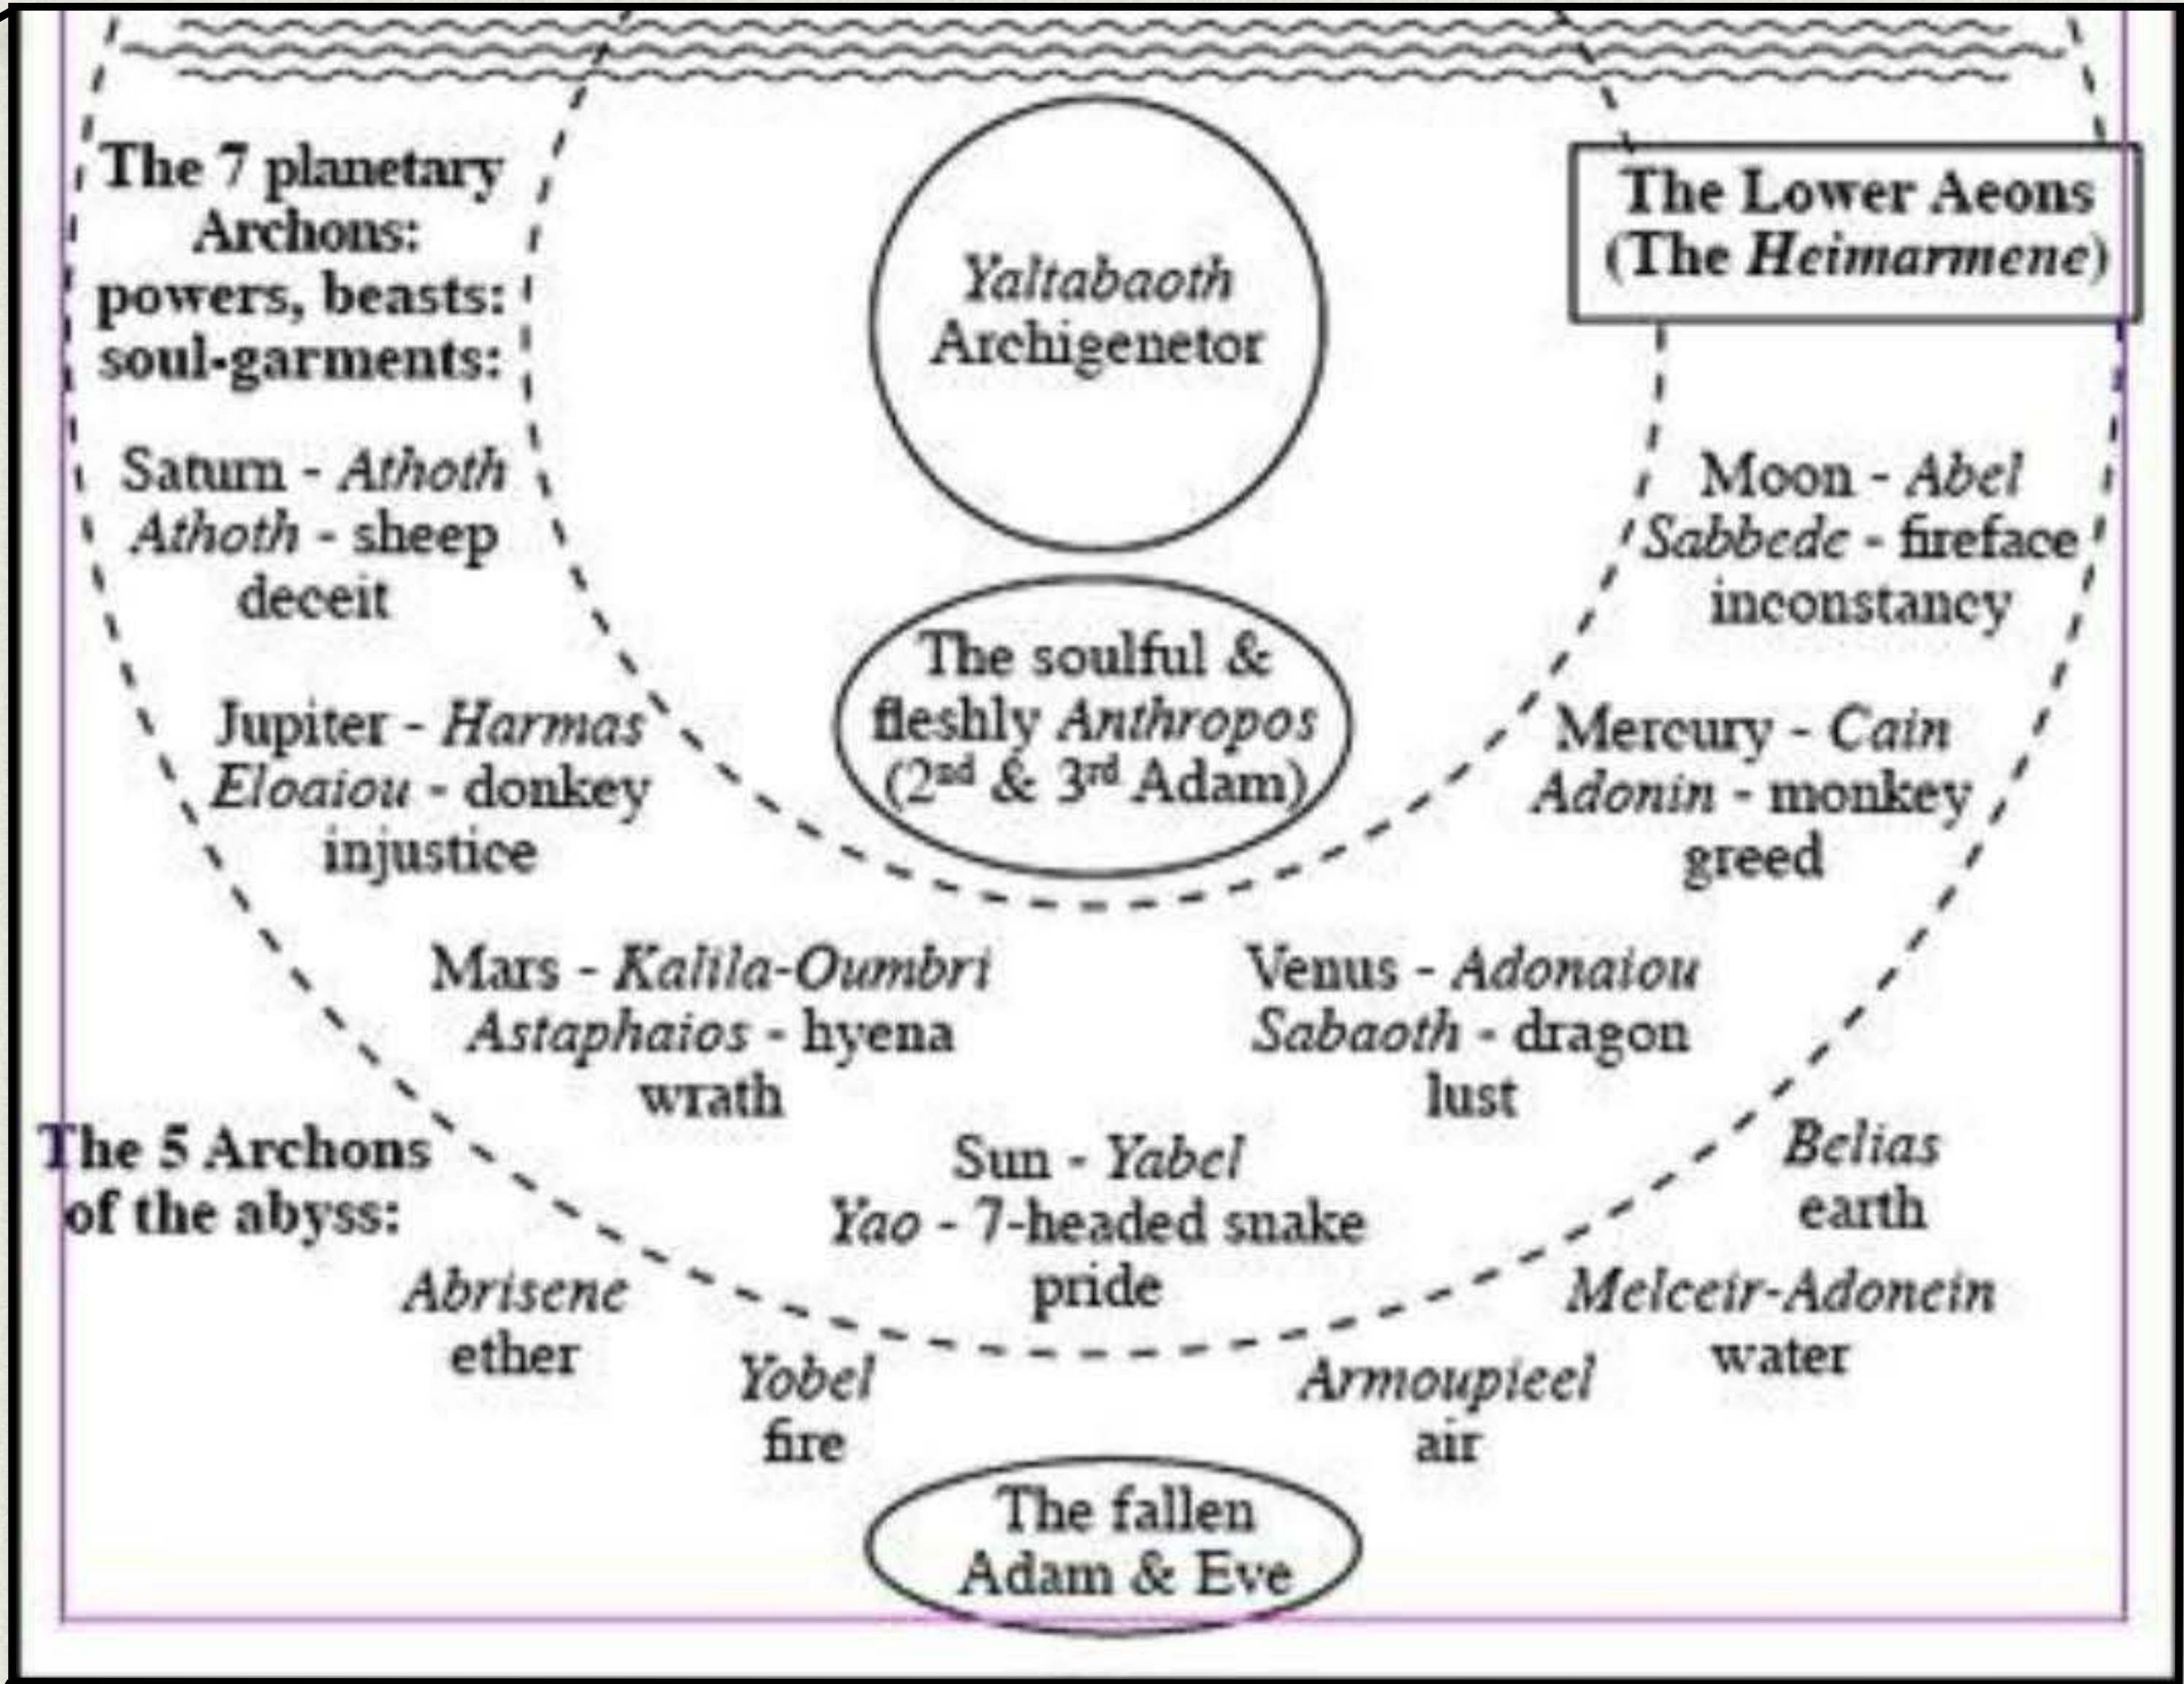 The 7 planetary
Archons:
powers, beasts:
soul-garments:
Yaltabaoth
Archigenetor
The Lower Aeons
(The Heimarmene)
Saturn - Athoth
Athoth - sheep
deceit
Moon - Abel
Sabbede - fireface
inconstancy
The soulful &
fleshly Anthropos
(2nd & 3rd Adam)
Jupiter - Harmas
Eloaiou - donkey
injustice
Mercury - Cain
Adonin - monkey
greed
Mars - Kalila-Oumbri
Astaphaios - hyena
wrath
Venus - Adonaiou
Sabaoth - dragon
lust
Sun - Yabel
Yao - 7-headed snake
pride
The 5 Archons
of the abyss:
Abrisene
ether
Yobel
fire
Armoupieel
air
Melceir-Adonein
water
Belias
earth
The fallen
Adam & Eve